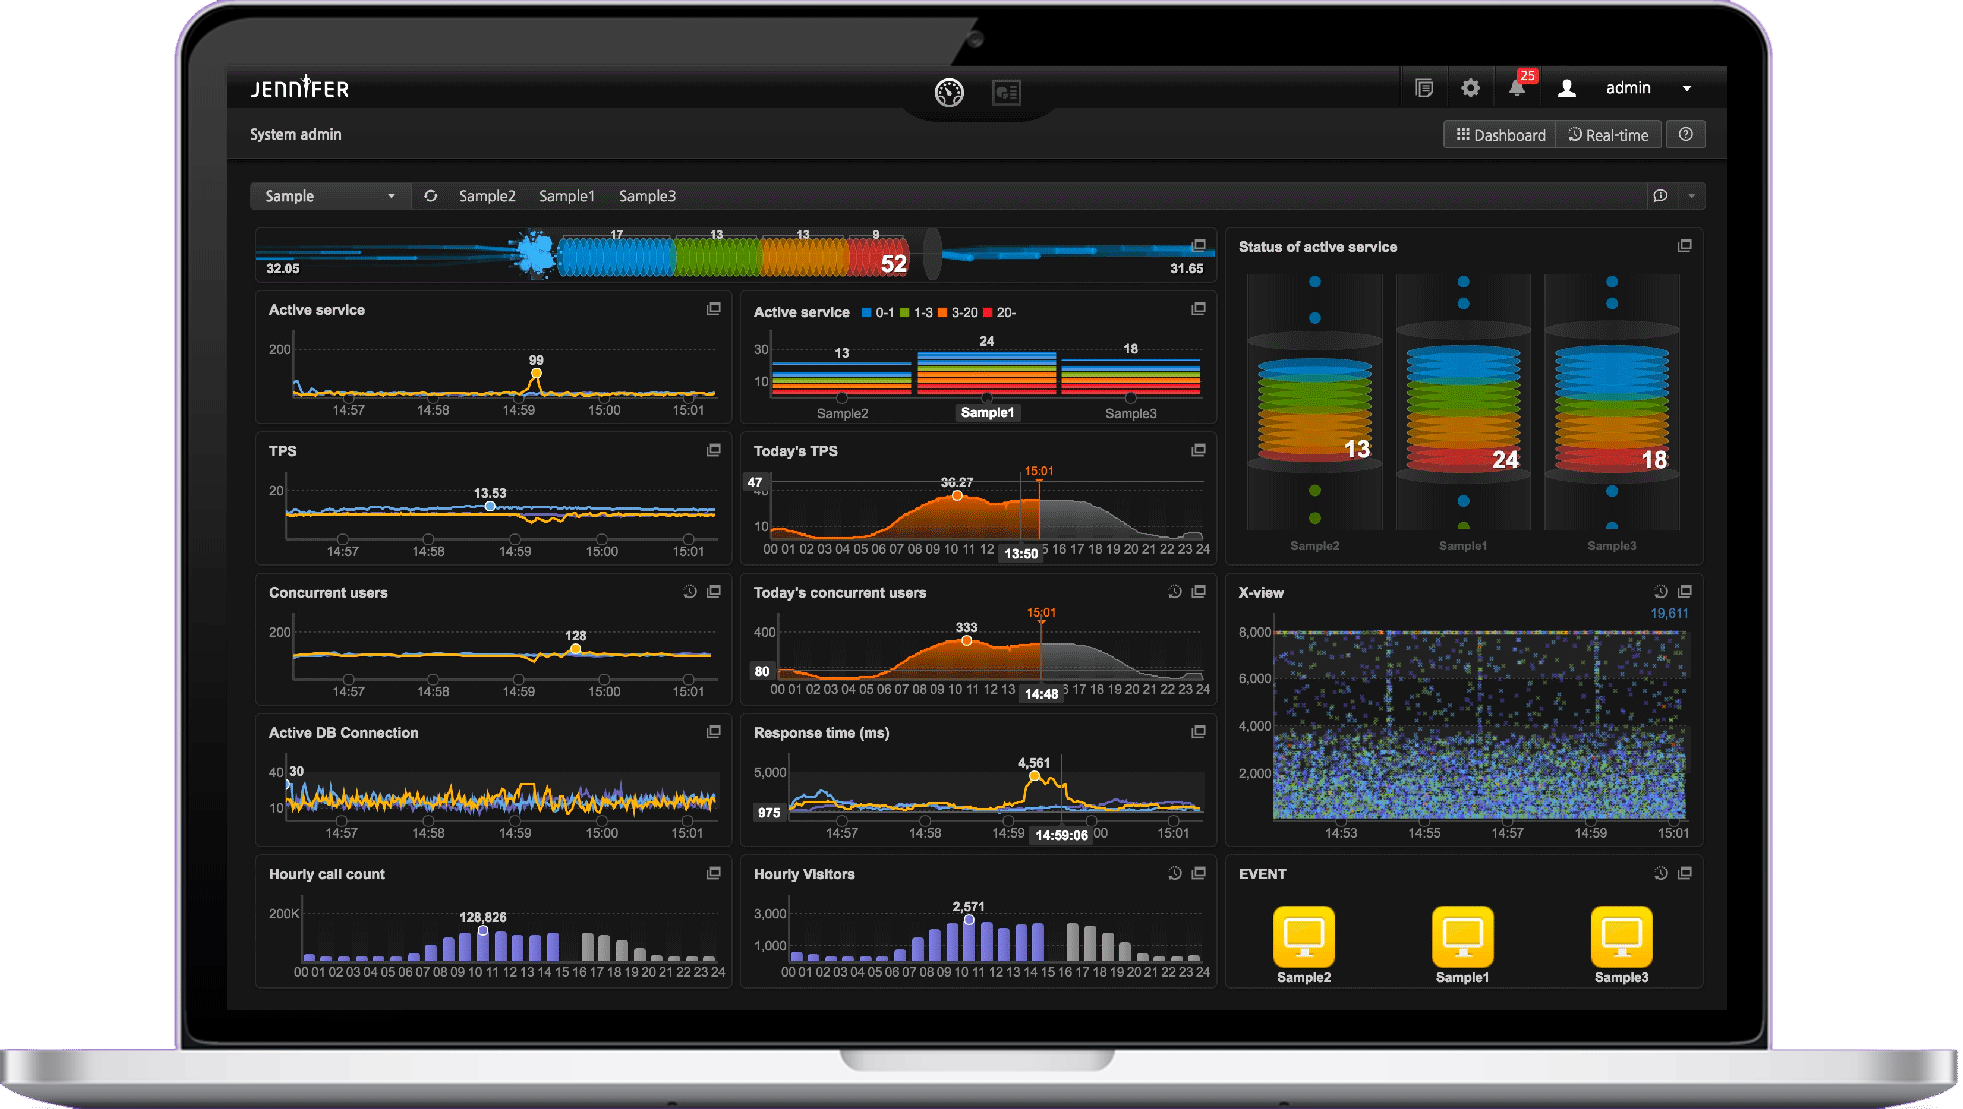 JENNIFER
25
admin
System admin
Dashboard
Real-time
Sample
Sample2
Sample1
Sample3
17
13
13
9
52
32.05
31.65
Active service
200
99
14:57 14:58 14:59 15:00 15:01
Active service 0-1 1-3 3-20 20-
30
10
13
24
18
Sample2 Sample1 Sample3
Status of active service
13
24
18
Sample2 Sample1 Sample3
TPS
20
13.53
14:57 14:58 14:59 15:00 15:01
Today's TPS
15:01
47
36.27
10
00 01 02 03 04 05 06 07 08 09 10 11 12 13:50 5 16 17 18 19 20 21 22 23 24
Concurrent users
200
128
14:57 14:58 14:59 15:00 15:01
Today's concurrent users
15:01
400
333
80
00 01 02 03 04 05 06 07 08 09 10 11 12 13 14:48 6 17 18 19 20 21 22 23 24
X-view
19,611
8,000
6,000
4,000
2,000
14:53 14:55 14:57 14:59 15:01
Active DB Connection
40 30
10
14:57 14:58 14:59 15:00 15:01
Response time (ms)
5,000
4,561
975
14:57 14:58 14:59 14:59:06 00 15:01
Hourly call count
200K
128,826
00 01 02 03 04 05 06 07 08 09 10 11 12 13 14 15 16 17 18 19 20 21 22 23 24
Hourly Visitors
3,000
2,571
1,000
00 01 02 03 04 05 06 07 08 09 10 11 12 13 14 15 16 17 18 19 20 21 22 23 24
EVENT
Sample2 Sample1 Sample3